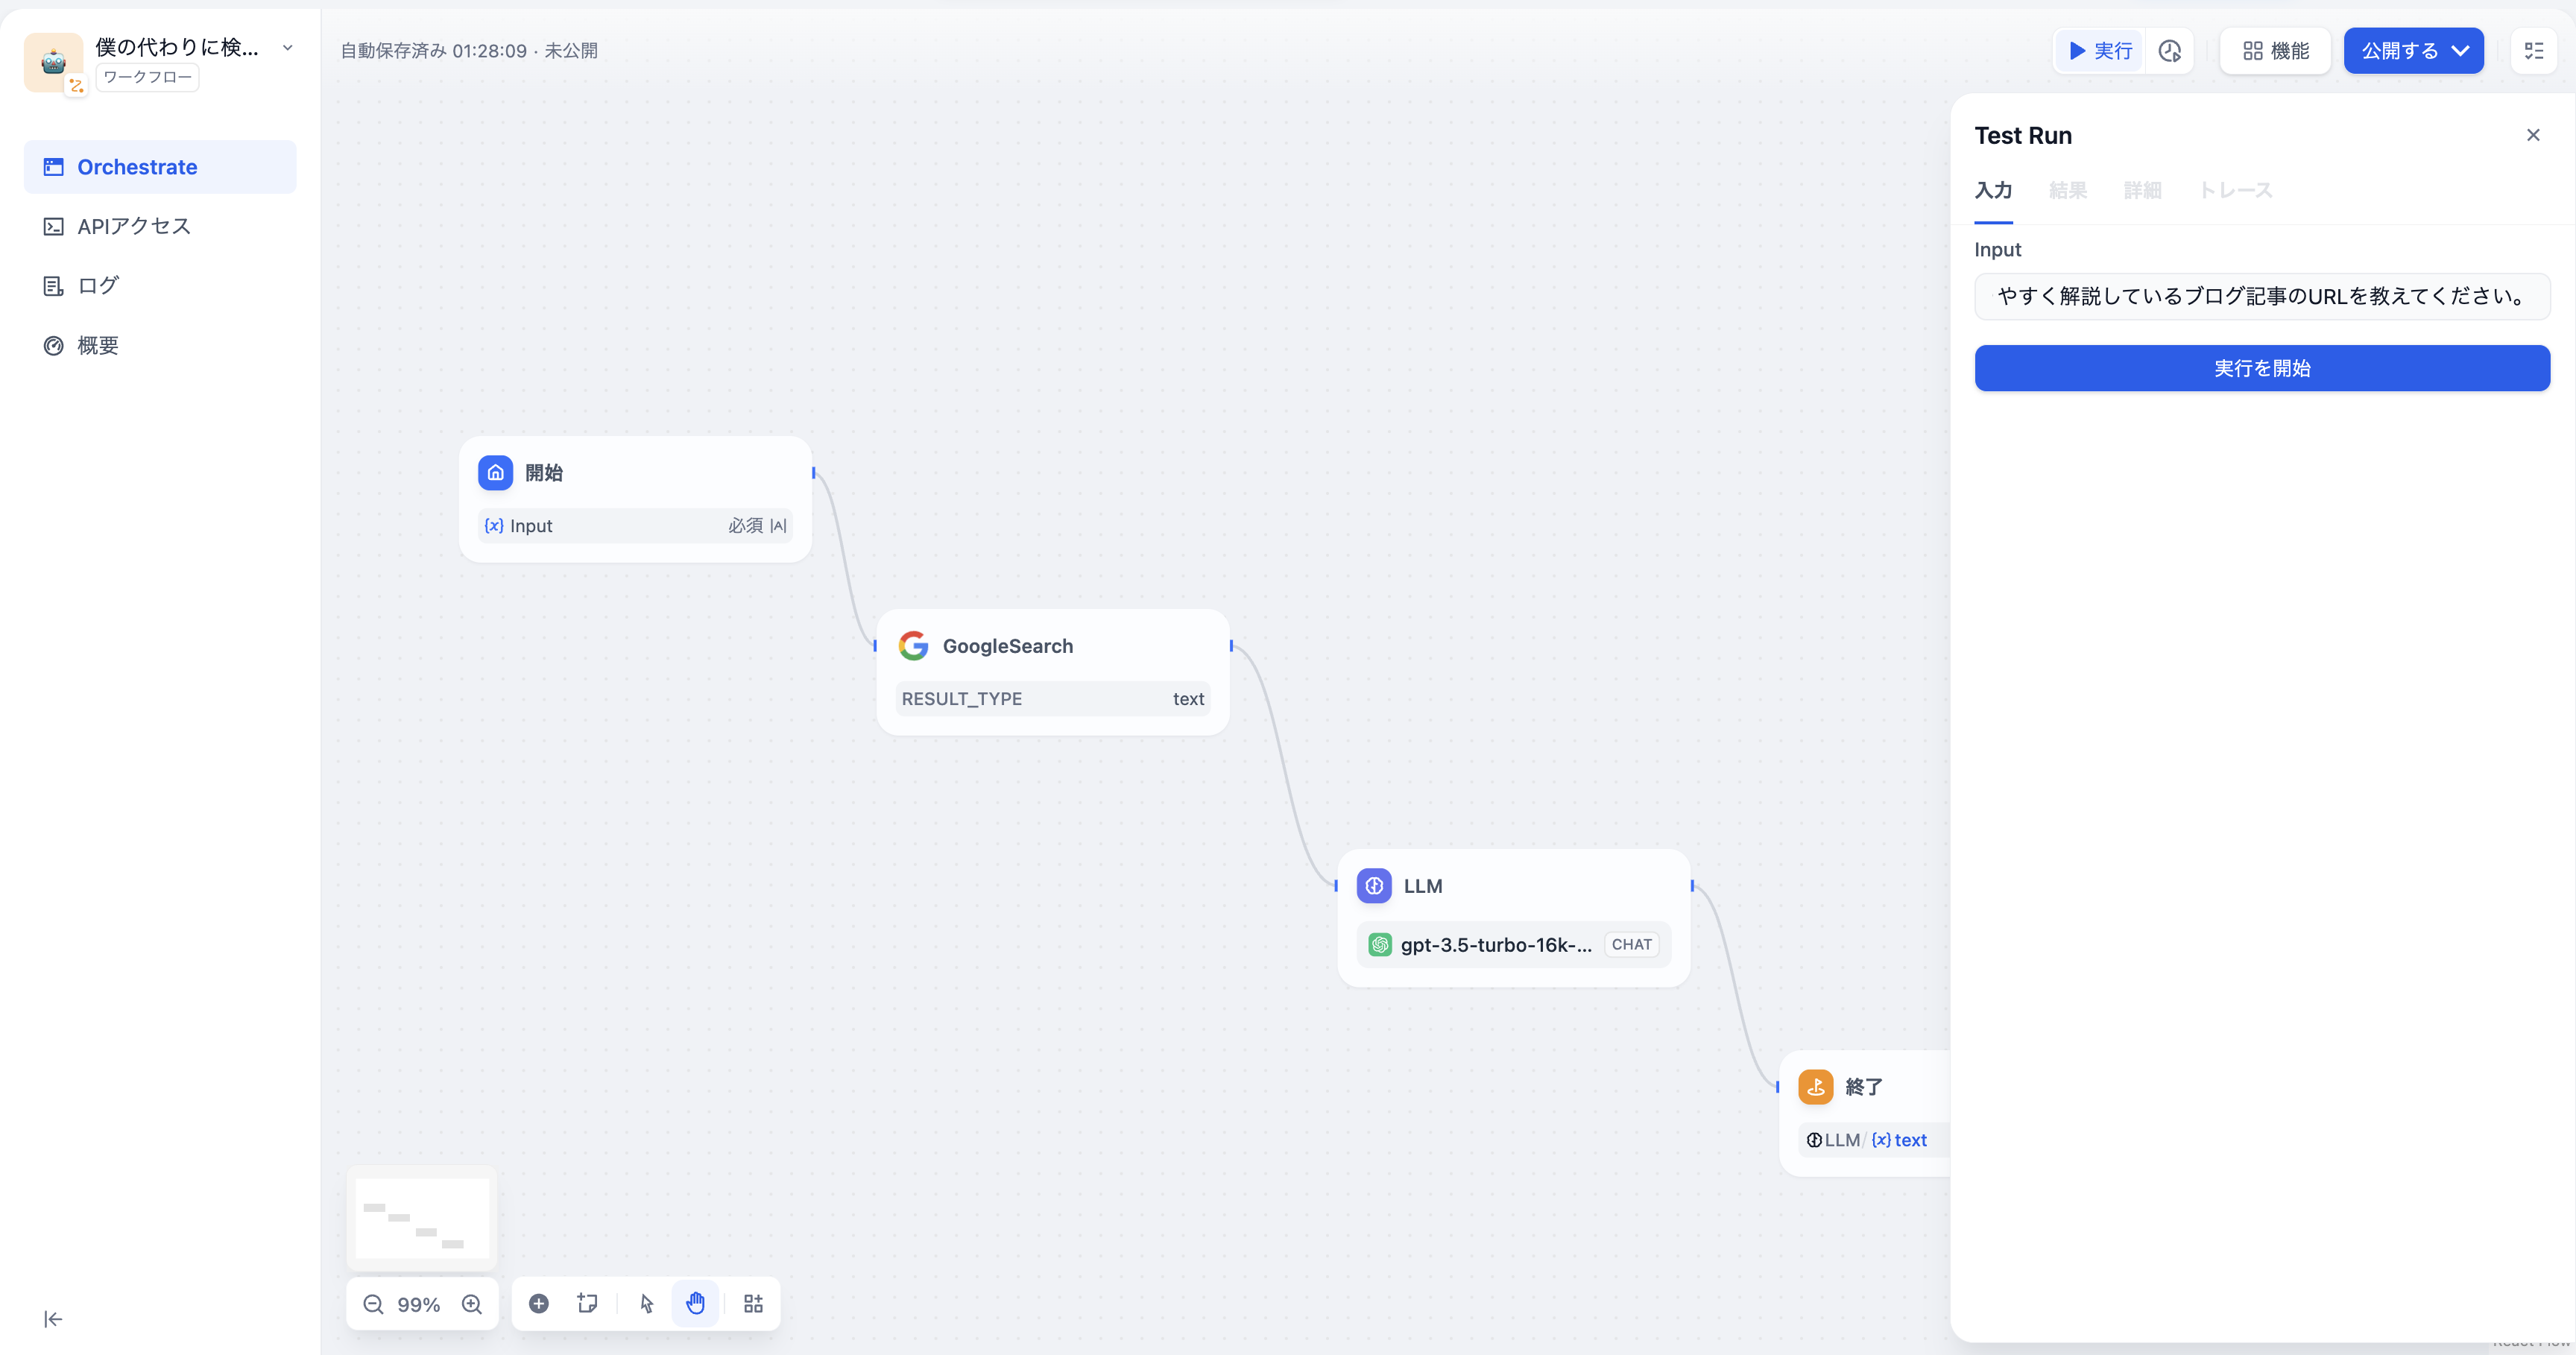 僕の代わりに検...
ワークフロー
Orchestrate
APIアクセス
ログ
概要
自動保存済み 01:28:09 · 未公開
実行
機能
公開する
Test Run
入力 結果 詳細 トレース
Input
やすく解説しているブログ記事のURLを教えてください。
実行を開始
開始
{x} Input 必須 |A|
GoogleSearch
RESULT_TYPE text
LLM
gpt-3.5-turbo-16k-... CHAT
終了
LLM / {x} text
99%